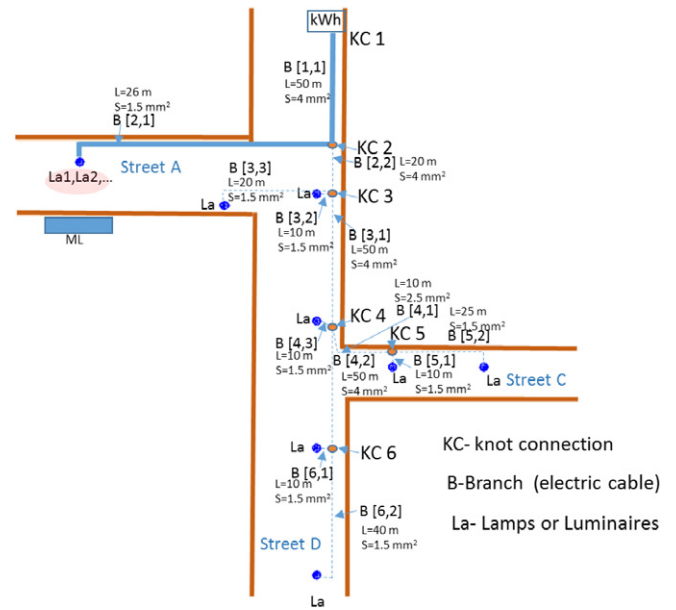 kWh
KC 1
B [1,1]
L=50 m
S=4 mm²
L=26 m
S=1.5 mm²
B [2,1]
KC 2
B [2,2] L=20 m
S=4 mm²
Street A
La1,La2,...
B [3,3]
L=20 m
S=1.5 mm²
La
La
KC 3
B [3,2]
L=10 m
S=1.5 mm²
B [3,1]
L=50 m
S=4 mm²
ML
L=10 m
S=2.5 mm²
B [4,1]
L=25 m
S=1.5 mm²
B [5,2]
La
KC 4
KC 5
B [4,3]
L=10 m
S=1.5 mm²
B [4,2]
L=50 m
S=4 mm²
B [5,1]
L=10 m
S=1.5 mm²
La
La
Street C
La
KC 6
B [6,1]
L=10 m
S=1.5 mm²
KC- knot connection
B-Branch (electric cable)
La- Lamps or Luminaires
B [6,2]
L=40 m
S=1.5 mm²
Street D
La